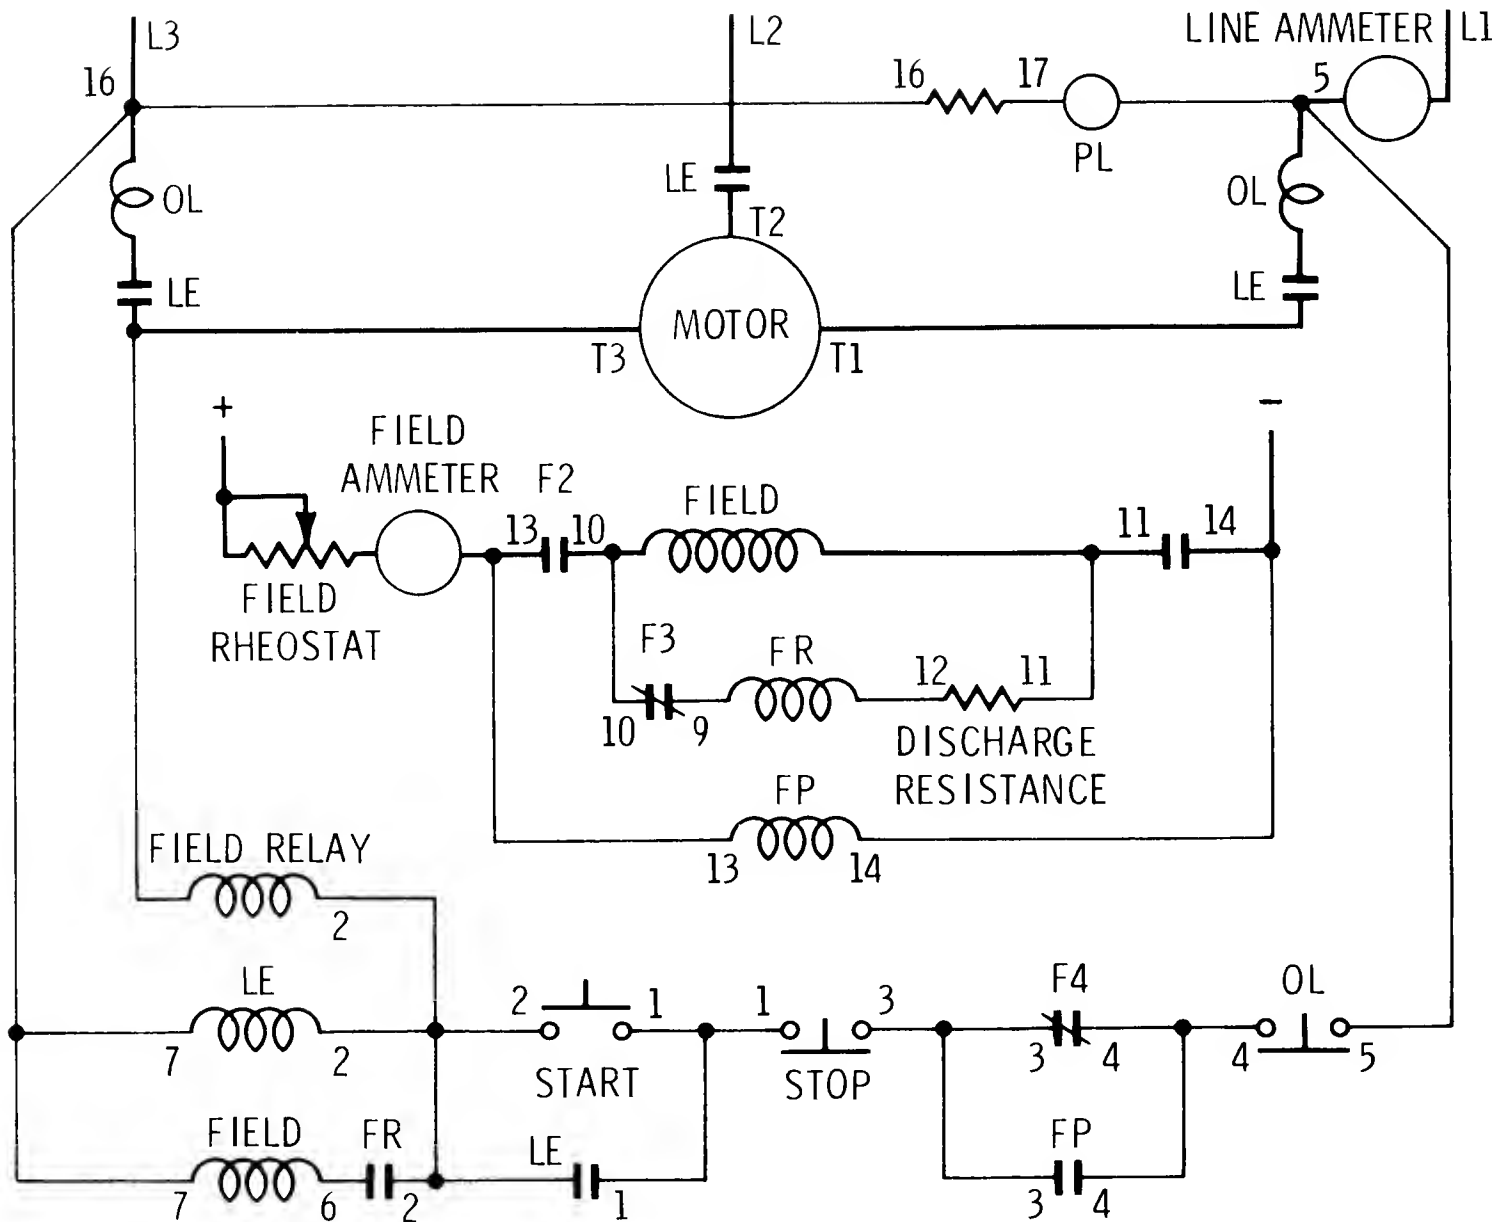 L3
L2
LINE AMMETER
L1
16
16
17
5
PL
OL
LE
T2
OL
LE
MOTOR
LE
T3
T1
+
−
FIELD
AMMETER
F2
FIELD
13
10
11
14
FIELD
RHEOSTAT
F3
FR
12
11
10
9
DISCHARGE
RESISTANCE
FP
13
14
FIELD RELAY
2
LE
2
1
1
3
F4
OL
7
2
START
STOP
3
4
4
5
FIELD
FR
LE
FP
7
6
2
1
3
4